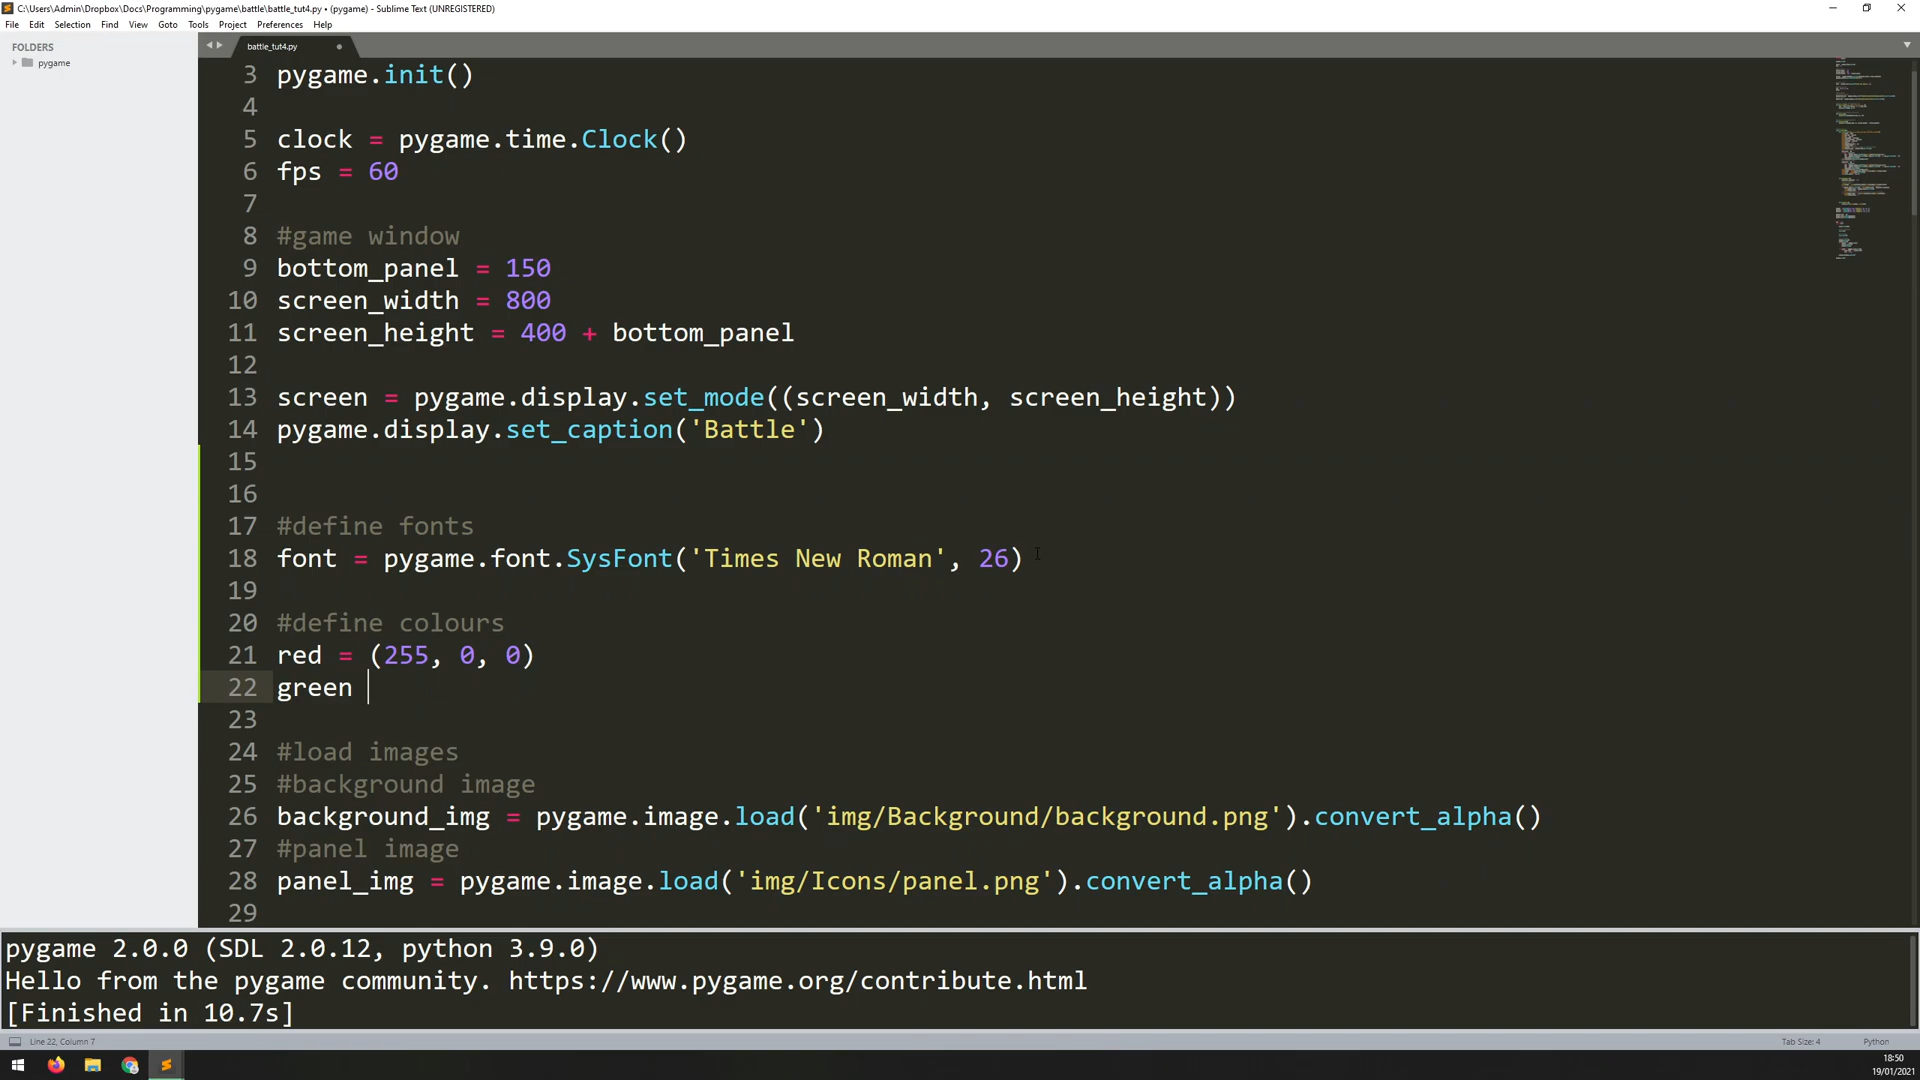 C:\Users\Admin\Dropbox\Docs\Programming\pygame\battle\battle_tut4.py • (pygame) - Sublime Text (UNREGISTERED)
File Edit Selection Find View Goto Tools Project Preferences Help
FOLDERS
pygame
battle_tut4.py
3 pygame.init()
4
5 clock = pygame.time.Clock()
6 fps = 60
7
8 #game window
9 bottom_panel = 150
10 screen_width = 800
11 screen_height = 400 + bottom_panel
12
13 screen = pygame.display.set_mode((screen_width, screen_height))
14 pygame.display.set_caption('Battle')
15
16
17 #define fonts
18 font = pygame.font.SysFont('Times New Roman', 26)
19
20 #define colours
21 red = (255, 0, 0)
22 green
23
24 #load images
25 #background image
26 background_img = pygame.image.load('img/Background/background.png').convert_alpha()
27 #panel image
28 panel_img = pygame.image.load('img/Icons/panel.png').convert_alpha()
29
pygame 2.0.0 (SDL 2.0.12, python 3.9.0)
Hello from the pygame community. https://www.pygame.org/contribute.html
[Finished in 10.7s]
Line 22, Column 7
Tab Size: 4
Python
18:50
19/01/2021